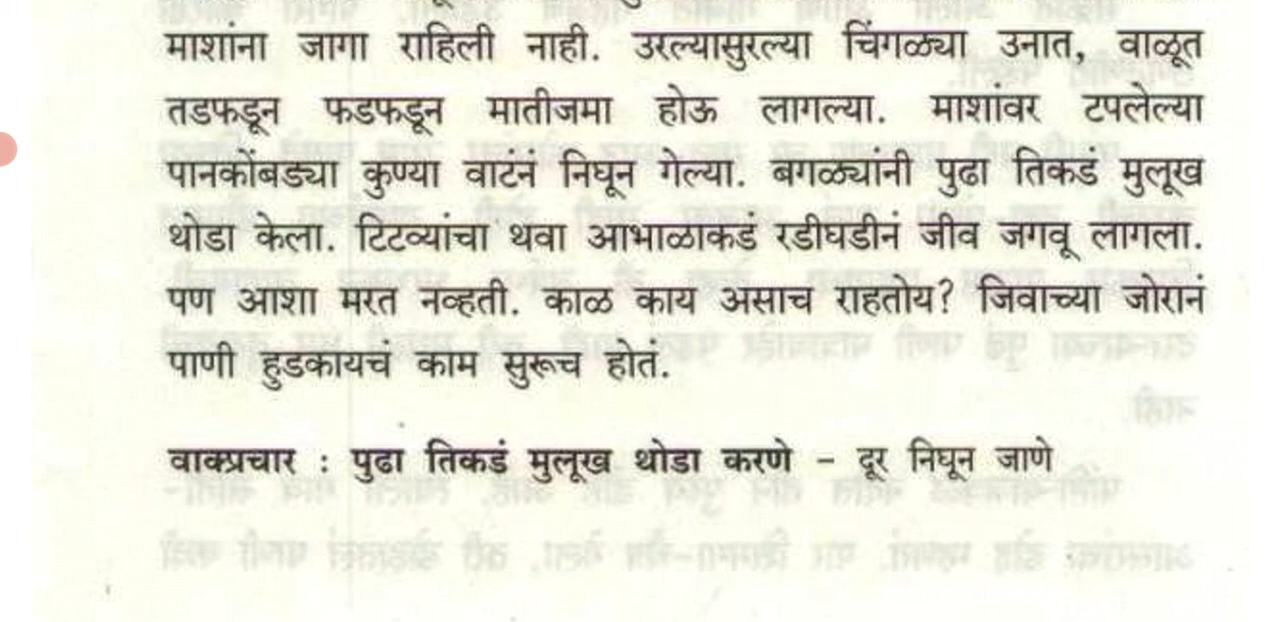 माशांना जागा राहिली नाही. उरल्यासुरल्या चिंगळ्या उनात, वाळूत
तडफडून फडफडून मातीजमा होऊ लागल्या. माशांवर टपलेल्या
पानकोंबड्या कुण्या वाटंनं निघून गेल्या. बगळ्यांनी पुढा तिकडं मुलूख
थोडा केला. टिटव्यांचा थवा आभाळाकडं रडीघडीनं जीव जगवू लागला.
पण आशा मरत नव्हती. काळ काय असाच राहतोय? जिवाच्या जोरानं
पाणी हुडकायचं काम सुरूच होतं.
वाक्प्रचार : पुढा तिकडं मुलूख थोडा करणे - दूर निघून जाणे